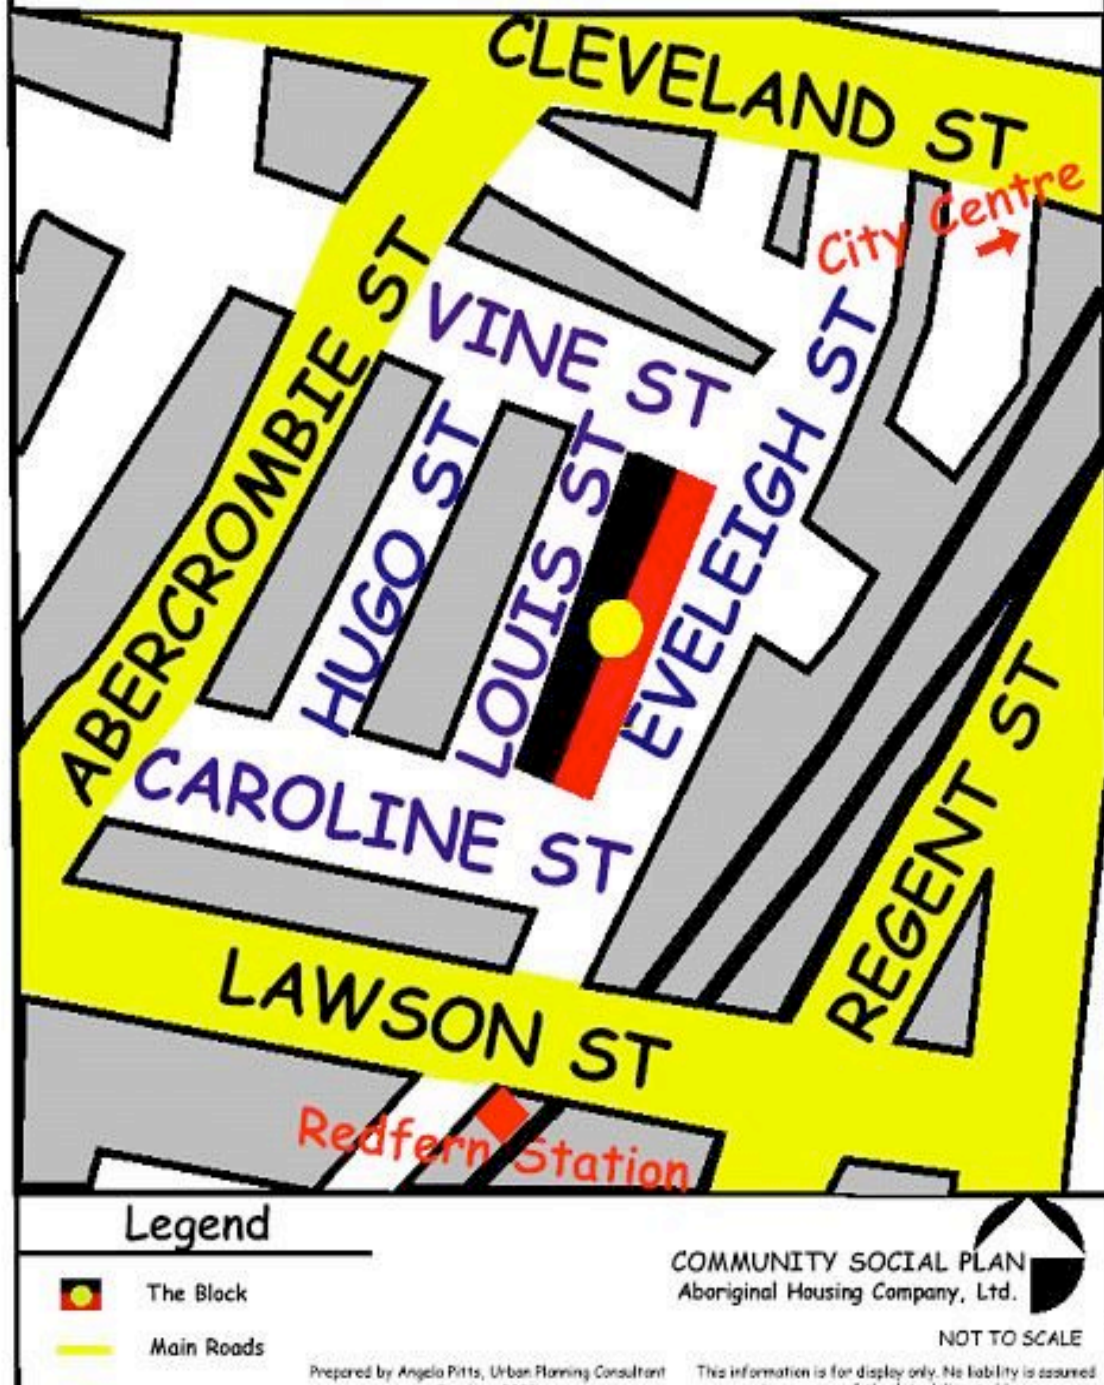 CLEVELAND ST
City Centre
ABERCROMBIE ST
VINE ST
EVELEIGH ST
HUGO ST
LOUIS ST
REGENT ST
CAROLINE ST
LAWSON ST
Redfern Station
Legend
The Block
Main Roads
COMMUNITY SOCIAL PLAN
Aboriginal Housing Company, Ltd.
NOT TO SCALE
Prepared by Angela Pitts, Urban Planning Consultant
This information is for display only. No liability is assumed